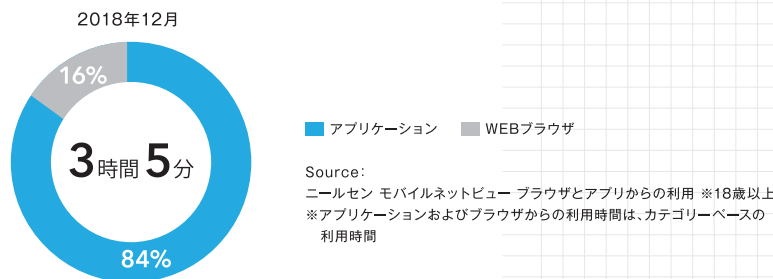 2018年12月
16%
3時間5分
84%
アプリケーション
WEBブラウザ
Source:
ニールセン モバイルネットビュー ブラウザとアプリからの利用 ※18歳以上
※アプリケーションおよびブラウザからの利用時間は、カテゴリーベースの
利用時間